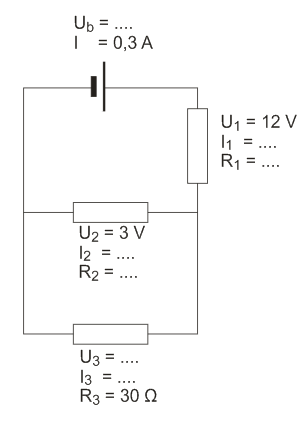 U_b = ....
I = 0,3 A
U_1 = 12 V
I_1 = ....
R_1 = ....
U_2 = 3 V
I_2 = ....
R_2 = ....
U_3 = ....
I_3 = ....
R_3 = 30 Ω